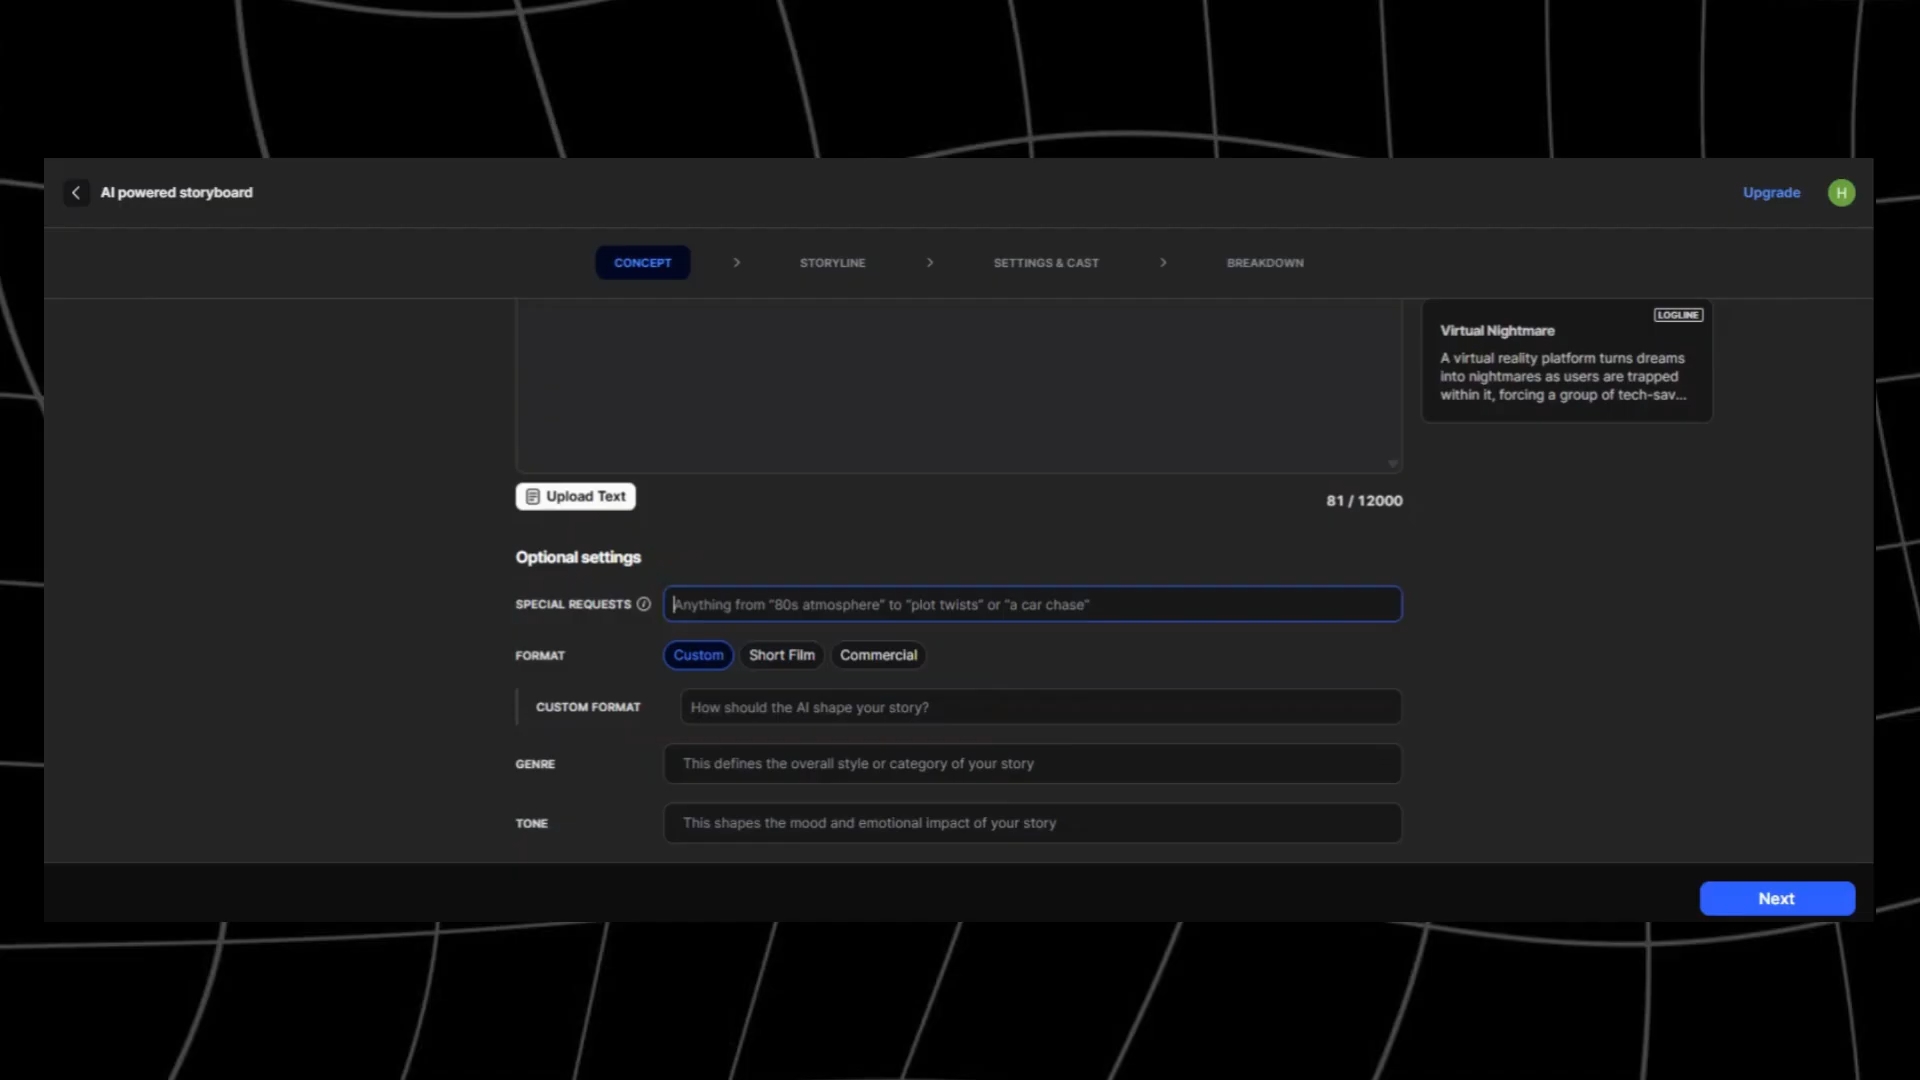 AI powered storyboard
Upgrade
H
CONCEPT
STORYLINE
SETTINGS & CAST
BREAKDOWN
LOGLINE
Virtual Nightmare
A virtual reality platform turns dreams
into nightmares as users are trapped
within it, forcing a group of tech-sav...
Upload Text
81 / 12000
Optional settings
SPECIAL REQUESTS
Anything from "80s atmosphere" to "plot twists" or "a car chase"
FORMAT
Custom
Short Film
Commercial
CUSTOM FORMAT
How should the AI shape your story?
GENRE
This defines the overall style or category of your story
TONE
This shapes the mood and emotional impact of your story
Next